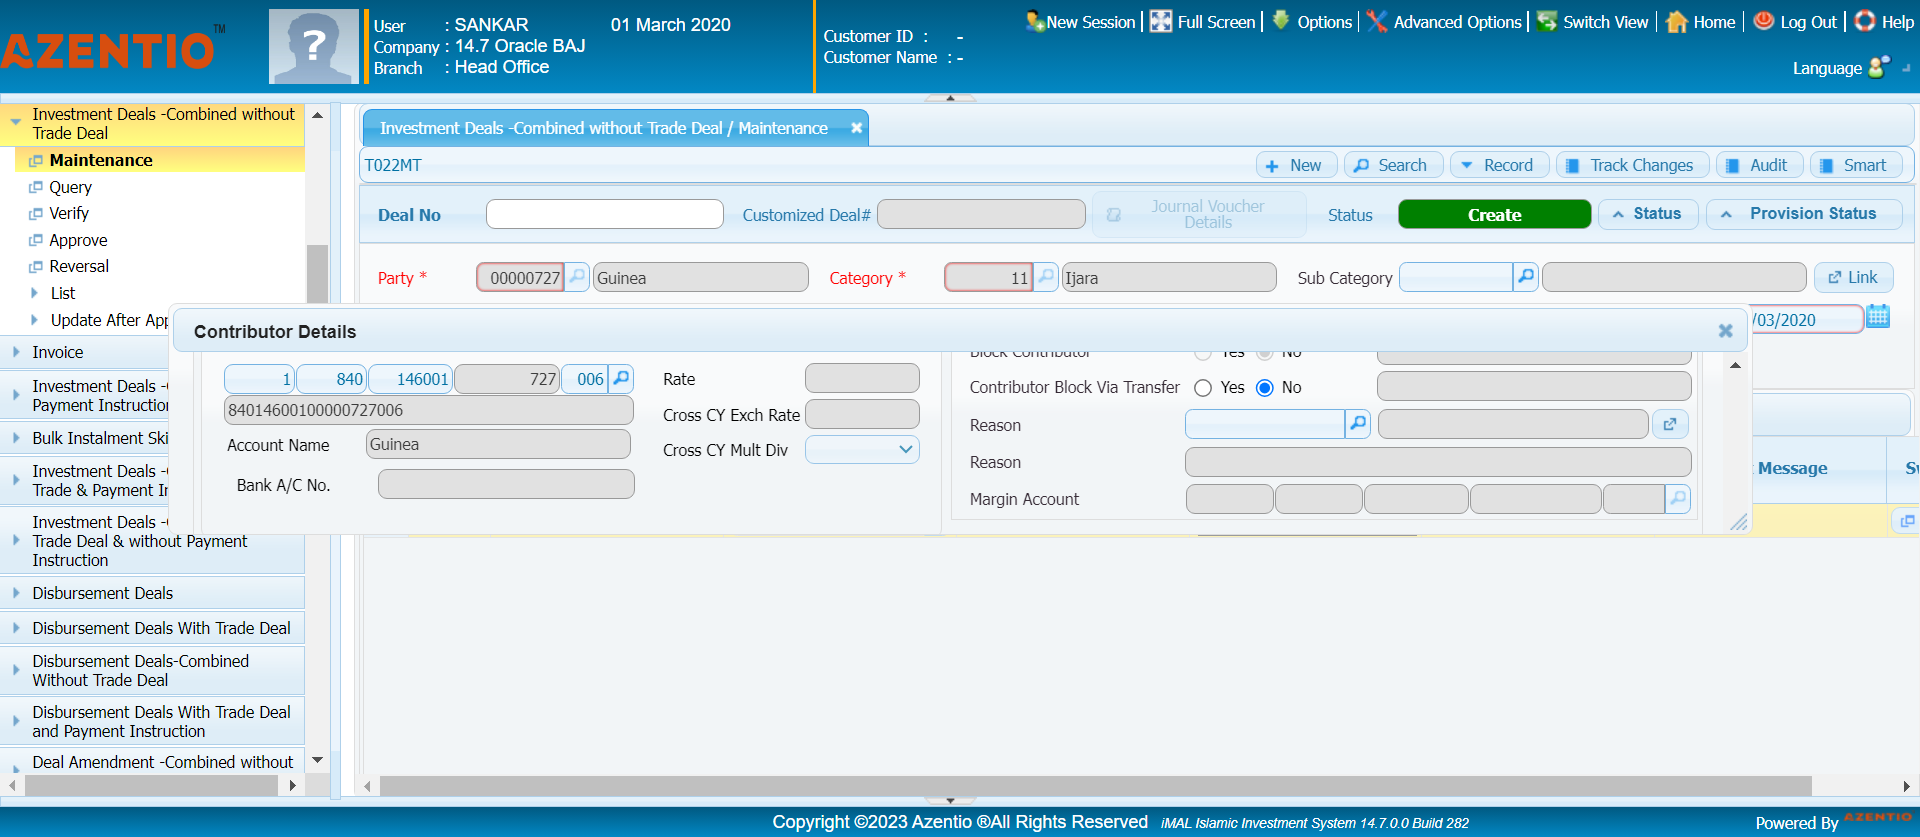 AZENTIO TM
User : SANKAR 01 March 2020
Company : 14.7 Oracle BAJ
Branch : Head Office
Customer ID : -
Customer Name : -
New Session Full Screen Options Advanced Options Switch View Home Log Out Help
Language
Investment Deals -Combined without
Trade Deal
Maintenance
Query
Verify
Approve
Reversal
List
Update After App
Invoice
Investment Deals -
Payment Instruction
Bulk Instalment Ski
Investment Deals -
Trade & Payment In
Investment Deals -
Trade Deal & without Payment
Instruction
Disbursement Deals
Disbursement Deals With Trade Deal
Disbursement Deals-Combined
Without Trade Deal
Disbursement Deals With Trade Deal
and Payment Instruction
Deal Amendment -Combined without
Investment Deals -Combined without Trade Deal / Maintenance
T022MT
New Search Record Track Changes Audit Smart
Deal No Customized Deal# Journal Voucher Details Status Create Status Provision Status
Party * 00000727 Guinea Category * 11 Ijara Sub Category Link
/03/2020
Contributor Details
Block Contributor Yes No
1 840 146001 727 006
84014600100000727006
Account Name Guinea
Bank A/C No.
Rate
Cross CY Exch Rate
Cross CY Mult Div
Contributor Block Via Transfer Yes No
Reason
Reason
Margin Account
Message
Copyright ©2023 Azentio ®All Rights Reserved iMAL Islamic Investment System 14.7.0.0 Build 282
Powered By AZENTIO